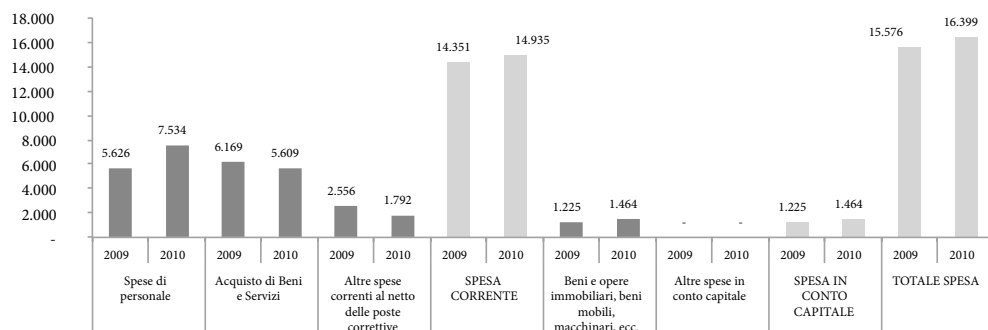 18.000
16.000
14.000
12.000
10.000
8.000
6.000
4.000
2.000
-
5.626
7.534
6.169
5.609
2.556
1.792
14.351
14.935
1.225
1.464
-
-
1.225
1.464
15.576
16.399
2009 2010 2009 2010 2009 2010 2009 2010 2009 2010 2009 2010 2009 2010 2009 2010
Spese di
personale
Acquisto di Beni
e Servizi
Altre spese
correnti al netto
delle poste
correttive
SPESA
CORRENTE
Beni e opere
immobiliari, beni
mobili,
macchinari, ecc.
Altre spese in
conto capitale
SPESA IN
CONTO
CAPITALE
TOTALE SPESA